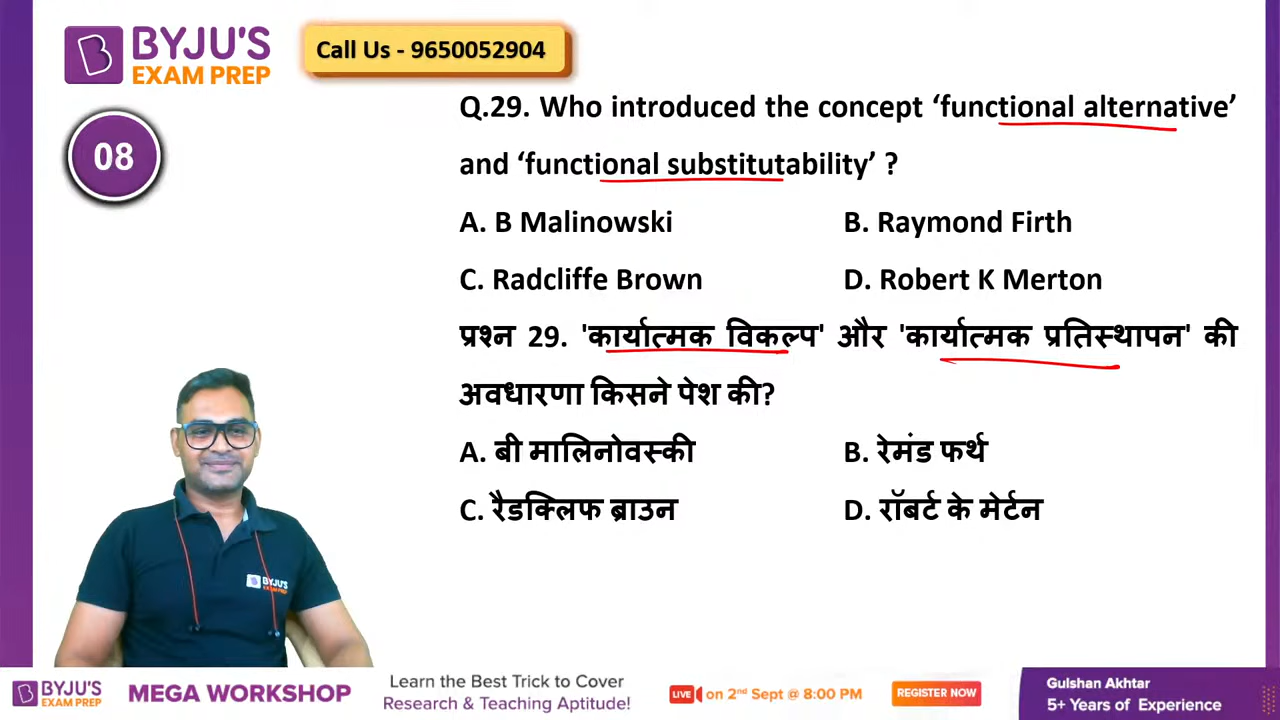 BYJU'S
EXAM PREP
Call Us - 9650052904
08
Q.29. Who introduced the concept ‘functional alternative’
and ‘functional substitutability’ ?
A. B Malinowski
B. Raymond Firth
C. Radcliffe Brown
D. Robert K Merton
प्रश्न 29. 'कार्यात्मक विकल्प' और 'कार्यात्मक प्रतिस्थापन' की
अवधारणा किसने पेश की?
A. बी मालिनोवस्की
B. रेमंड फर्थ
C. रैडक्लिफ ब्राउन
D. रॉबर्ट के मेर्टन
BYJU'S
EXAM PREP
BYJU'S
EXAM PREP
MEGA WORKSHOP
Learn the Best Trick to Cover
Research & Teaching Aptitude!
LIVE on 2nd Sept @ 8:00 PM
REGISTER NOW
Gulshan Akhtar
5+ Years of Experience